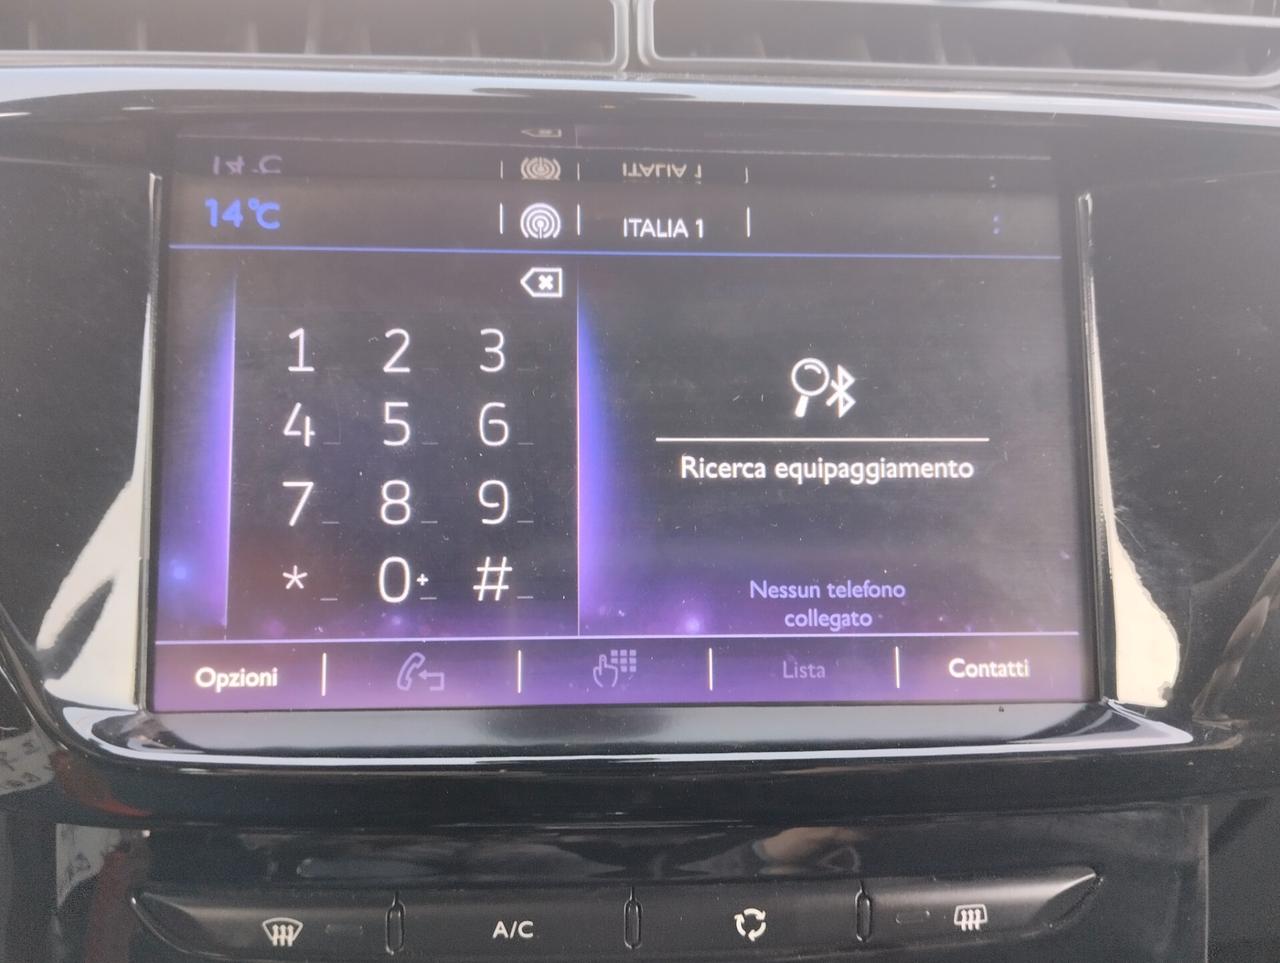 14°C ITALIA 1 :
1 2 3
4 5 6
7 8 9
* 0+ #
Ricerca equipaggiamento
Nessun telefono
collegato
Opzioni Lista Contatti
A/C